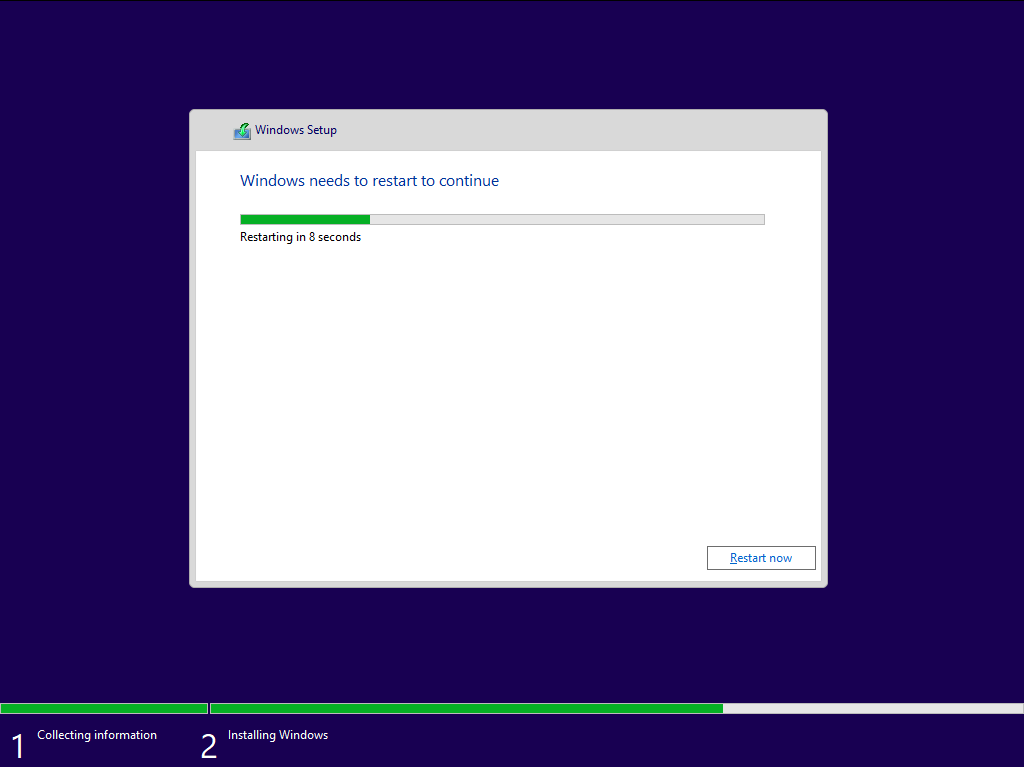 Windows Setup
Windows needs to restart to continue
Restarting in 8 seconds
Restart now
1 Collecting information
2 Installing Windows